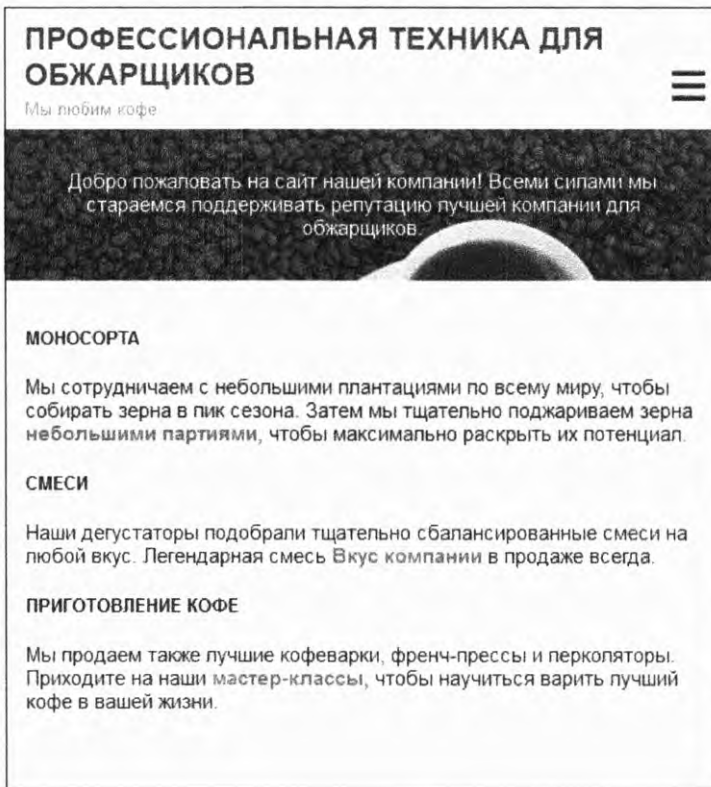 ПРОФЕССИОНАЛЬНАЯ ТЕХНИКА ДЛЯ
ОБЖАРЩИКОВ
Мы любим кофе
Добро пожаловать на сайт нашей компании! Всеми силами мы
стараемся поддерживать репутацию лучшей компании для
обжарщиков.
МОНОСОРТА
Мы сотрудничаем с небольшими плантациями по всему миру, чтобы
собирать зерна в пик сезона. Затем мы тщательно поджариваем зерна
небольшими партиями, чтобы максимально раскрыть их потенциал.
СМЕСИ
Наши дегустаторы подобрали тщательно сбалансированные смеси на
любой вкус. Легендарная смесь Вкус компании в продаже всегда.
ПРИГОТОВЛЕНИЕ КОФЕ
Мы продаем также лучшие кофеварки, френч-прессы и перколяторы.
Приходите на наши мастер-классы, чтобы научиться варить лучший
кофе в вашей жизни.